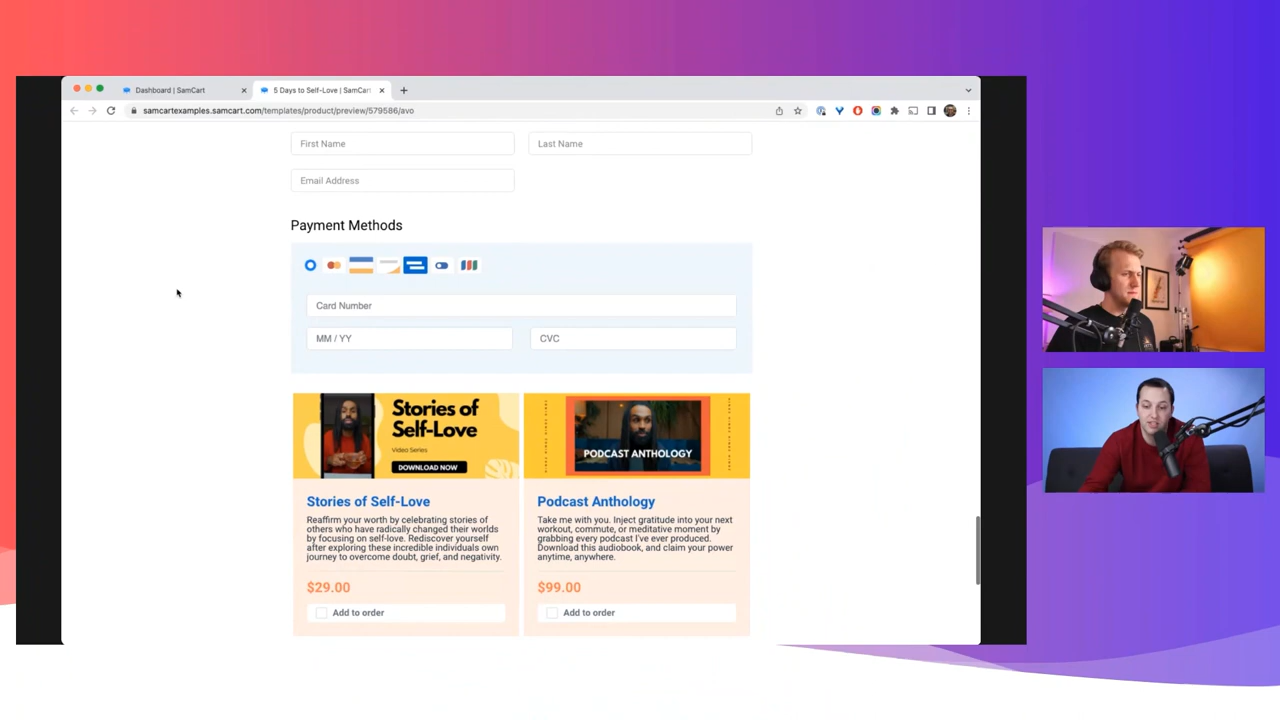 Dashboard | SamCart
5 Days to Self-Love | SamCart
samcartexamples.samcart.com/templates/product/preview/579586/avo
First Name
Last Name
Email Address
Payment Methods
Card Number
MM / YY
CVC
Stories of
Self-Love
Video Series
DOWNLOAD NOW
PODCAST ANTHOLOGY
Stories of Self-Love
Reaffirm your worth by celebrating stories of
others who have radically changed their worlds
by focusing on self-love. Rediscover yourself
after exploring these incredible individuals own
journey to overcome doubt, grief, and negativity.
$29.00
Add to order
Podcast Anthology
Take me with you. Inject gratitude into your next
workout, commute, or meditative moment by
grabbing every podcast I've ever produced.
Download this audiobook, and claim your power
anytime, anywhere.
$99.00
Add to order